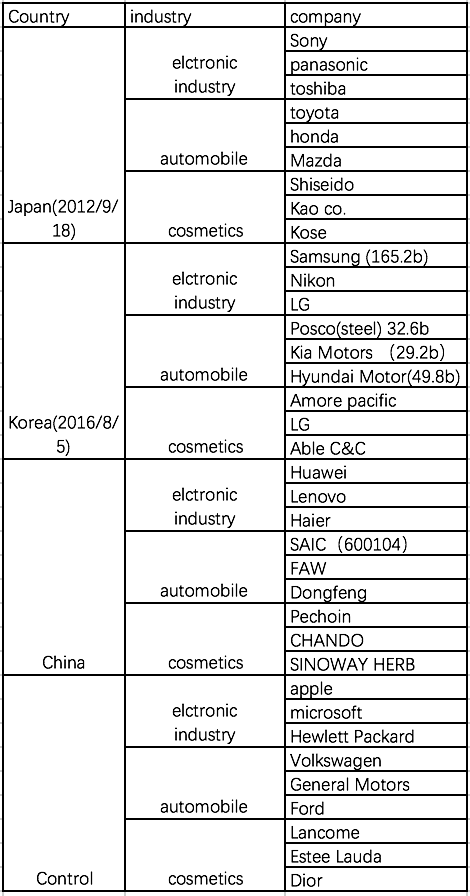 Country industry company
Sony
elctronic panasonic
industry toshiba
toyota
honda
automobile Mazda
Shiseido
Japan(2012/9/ Kao co.
18) cosmetics Kose
Samsung (165.2b)
elctronic Nikon
industry LG
Posco(steel) 32.6b
Kia Motors （29.2b）
automobile Hyundai Motor(49.8b)
Amore pacific
Korea(2016/8/ LG
5) cosmetics Able C&C
Huawei
elctronic Lenovo
industry Haier
SAIC（600104）
FAW
automobile Dongfeng
Pechoin
CHANDO
China cosmetics SINOWAY HERB
apple
elctronic microsoft
industry Hewlett Packard
Volkswagen
General Motors
automobile Ford
Lancome
Estee Lauda
Control cosmetics Dior